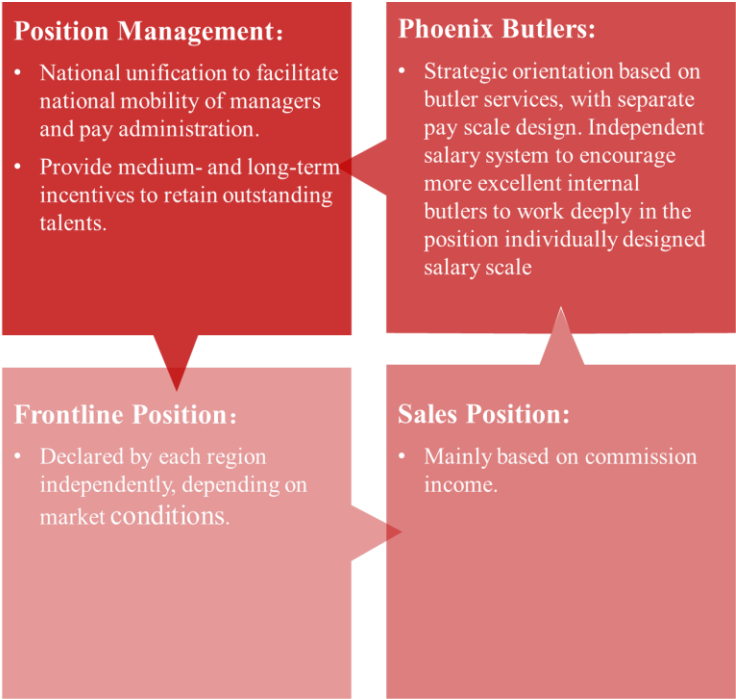 Position Management:
• National unification to facilitate
national mobility of managers
and pay administration.
• Provide medium- and long-term
incentives to retain outstanding
talents.
Phoenix Butlers:
• Strategic orientation based on
butler services, with separate
pay scale design. Independent
salary system to encourage
more excellent internal
butlers to work deeply in the
position individually designed
salary scale
Frontline Position:
• Declared by each region
independently, depending on
market conditions.
Sales Position:
• Mainly based on commission
income.